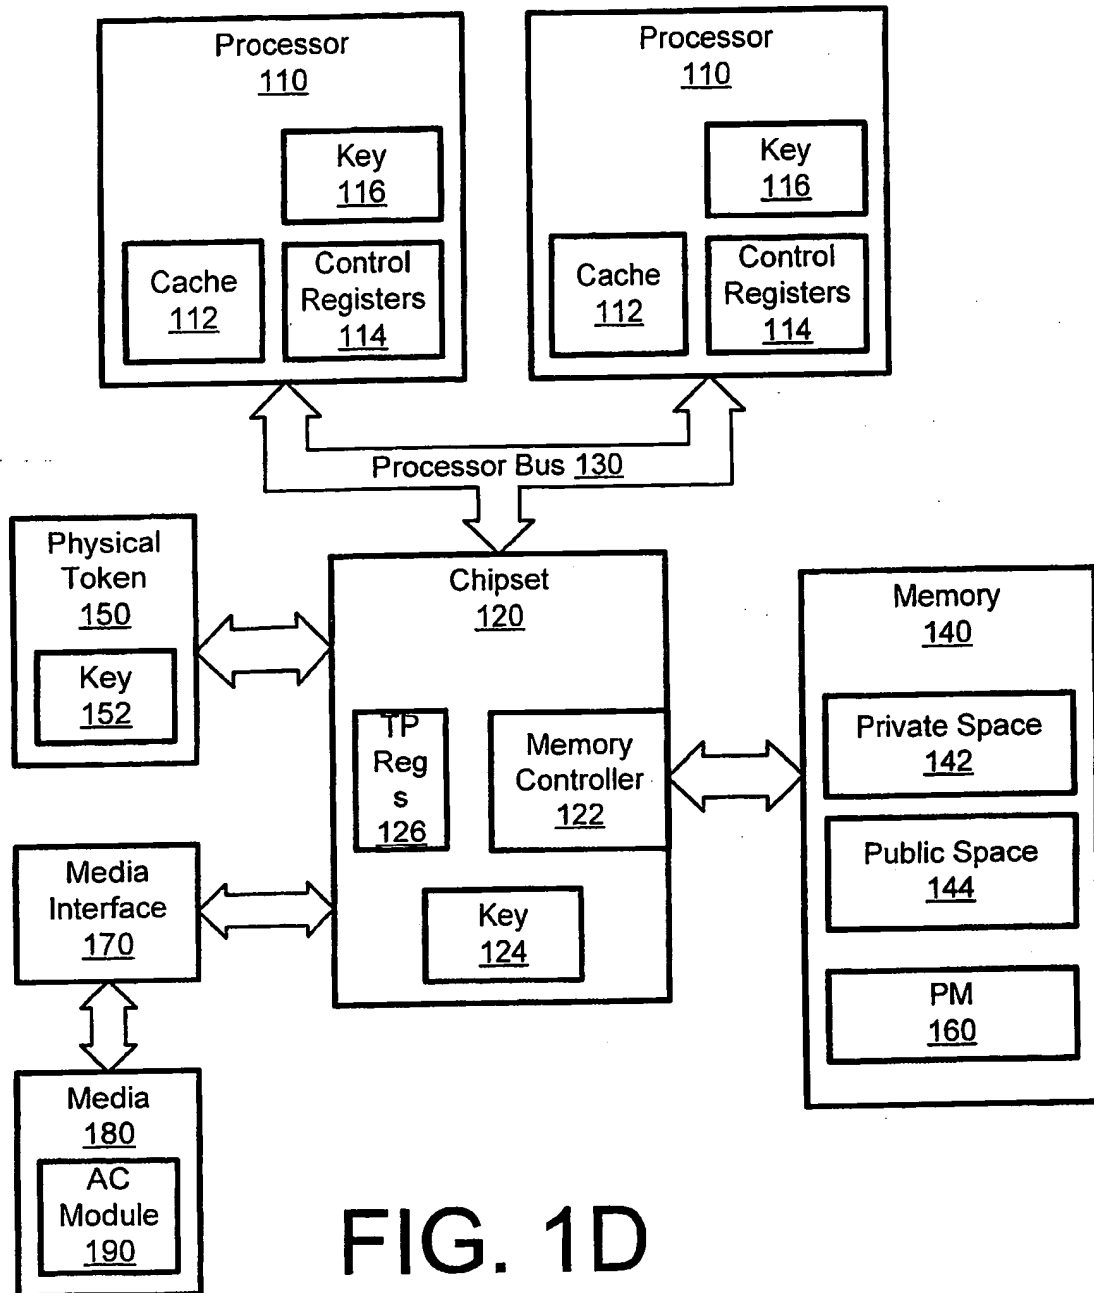 Processor
110
Key
116
Cache
112
Control
Registers
114
Processor
110
Key
116
Cache
112
Control
Registers
114
Processor Bus 130
Physical
Token
150
Key
152
Chipset
120
TP
Reg
s
126
Memory
Controller
122
Key
124
Memory
140
Private Space
142
Public Space
144
PM
160
Media
Interface
170
Media
180
AC
Module
190
FIG. 1D